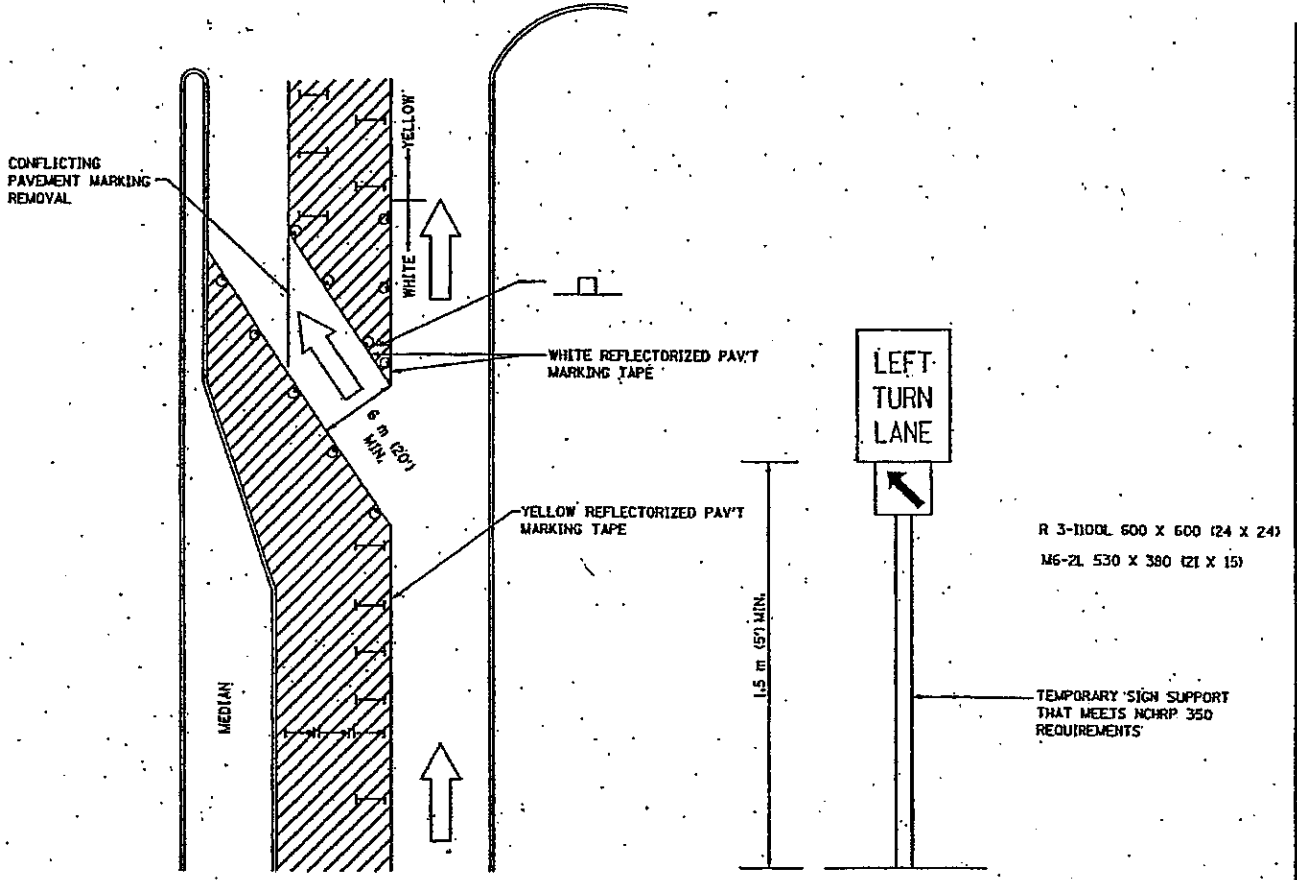 CONFLICTING
PAVEMENT MARKING
REMOVAL
YELLOW
WHITE
WHITE REFLECTORIZED PAV'T
MARKING TAPE
6 m (20')
MIN.
YELLOW REFLECTORIZED PAV'T
MARKING TAPE
MEDIAN
LEFT
TURN
LANE
1.5 m (5') MIN.
R 3-I100L 600 X 600 (24 X 24)
M6-2L 530 X 380 (21 X 15)
TEMPORARY SIGN SUPPORT
THAT MEETS NCHRP 350
REQUIREMENTS